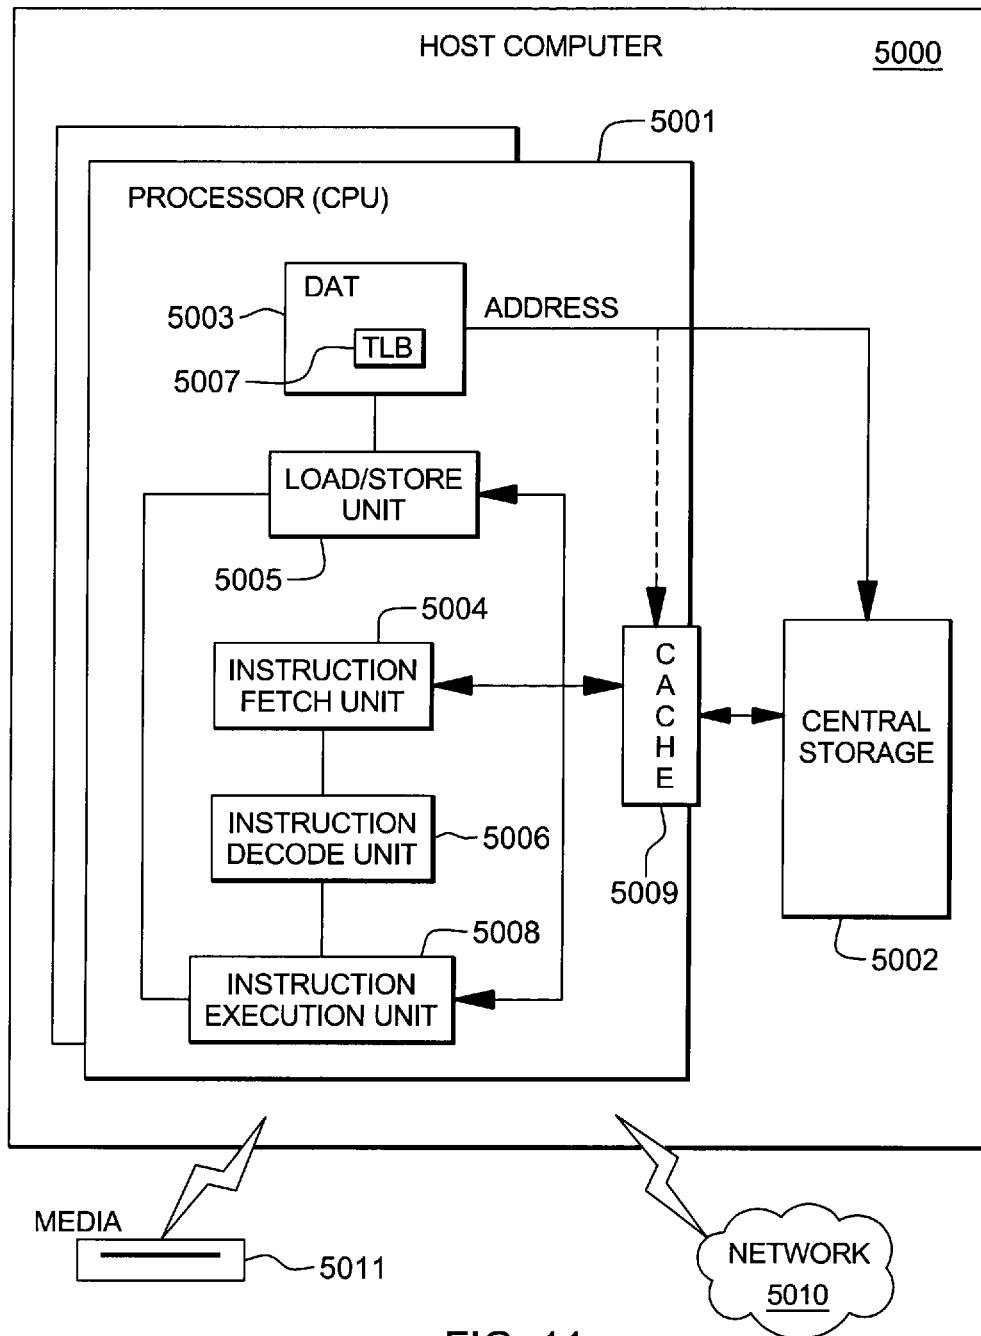 HOST COMPUTER
5000
5001
PROCESSOR (CPU)
DAT
ADDRESS
5003
TLB
5007
LOAD/STORE
UNIT
5005
5004
INSTRUCTION
FETCH UNIT
C
A
C
H
E
CENTRAL
STORAGE
INSTRUCTION
DECODE UNIT
5006
5009
5008
5002
INSTRUCTION
EXECUTION UNIT
MEDIA
5011
NETWORK
5010